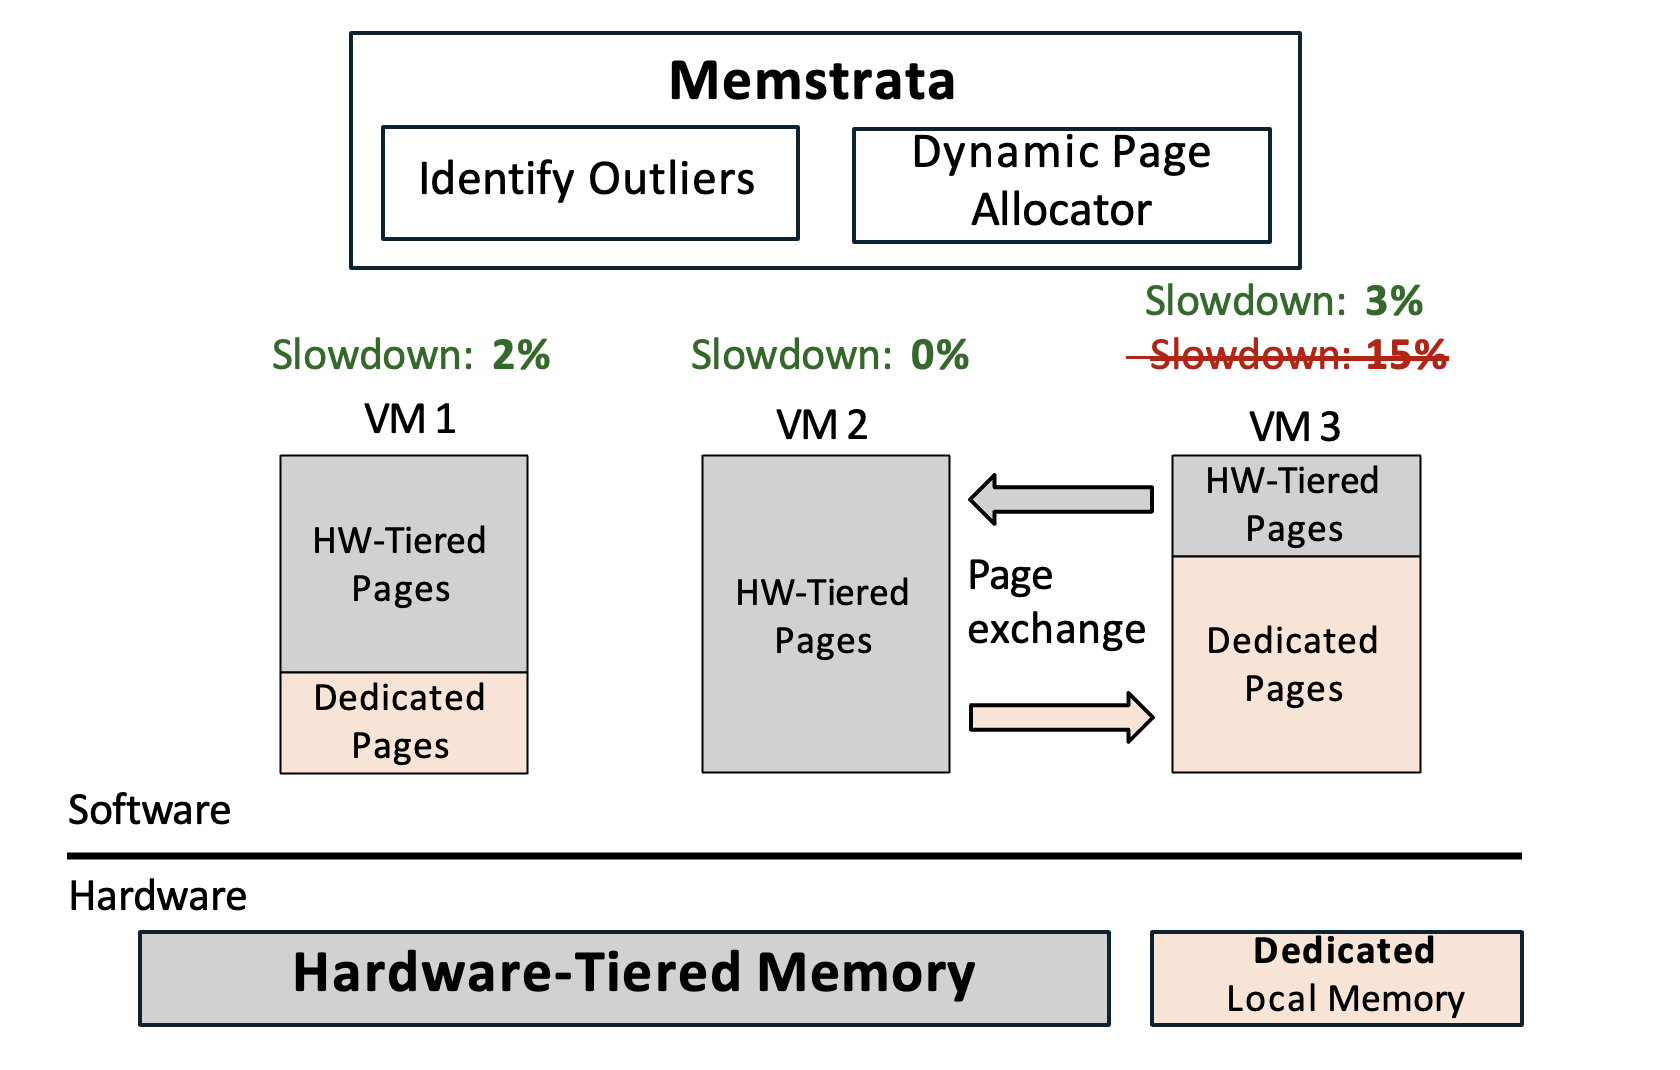 Memstrata
Identify Outliers
Dynamic Page
Allocator
Slowdown: 3%
Slowdown: 2%
Slowdown: 0%
Slowdown: 15%
VM 1
VM 2
VM 3
HW-Tiered
Pages
Dedicated
Pages
HW-Tiered
Pages
Page
exchange
HW-Tiered
Pages
Dedicated
Pages
Software
Hardware
Hardware-Tiered Memory
Dedicated
Local Memory